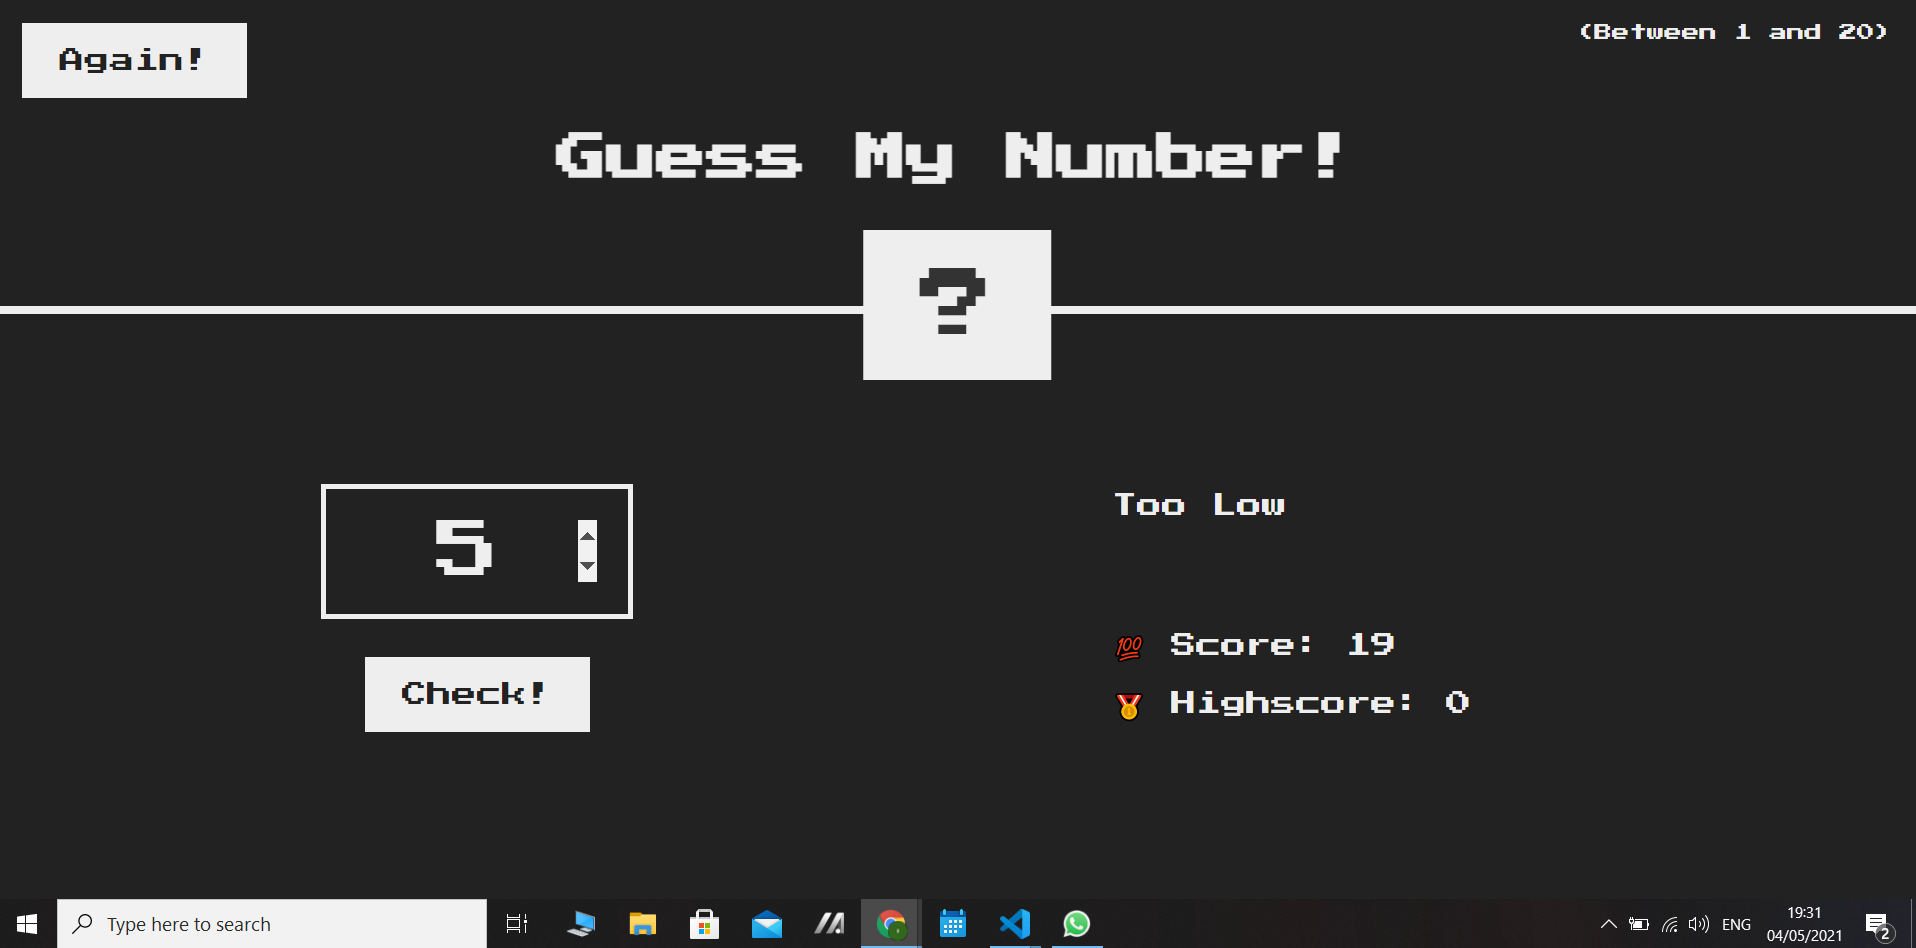 Again!
(Between 1 and 20)
Guess My Number!
?
5
Check!
Too Low
💯 Score: 19
🥇 Highscore: 0
Type here to search
ENG
19:31
04/05/2021
2